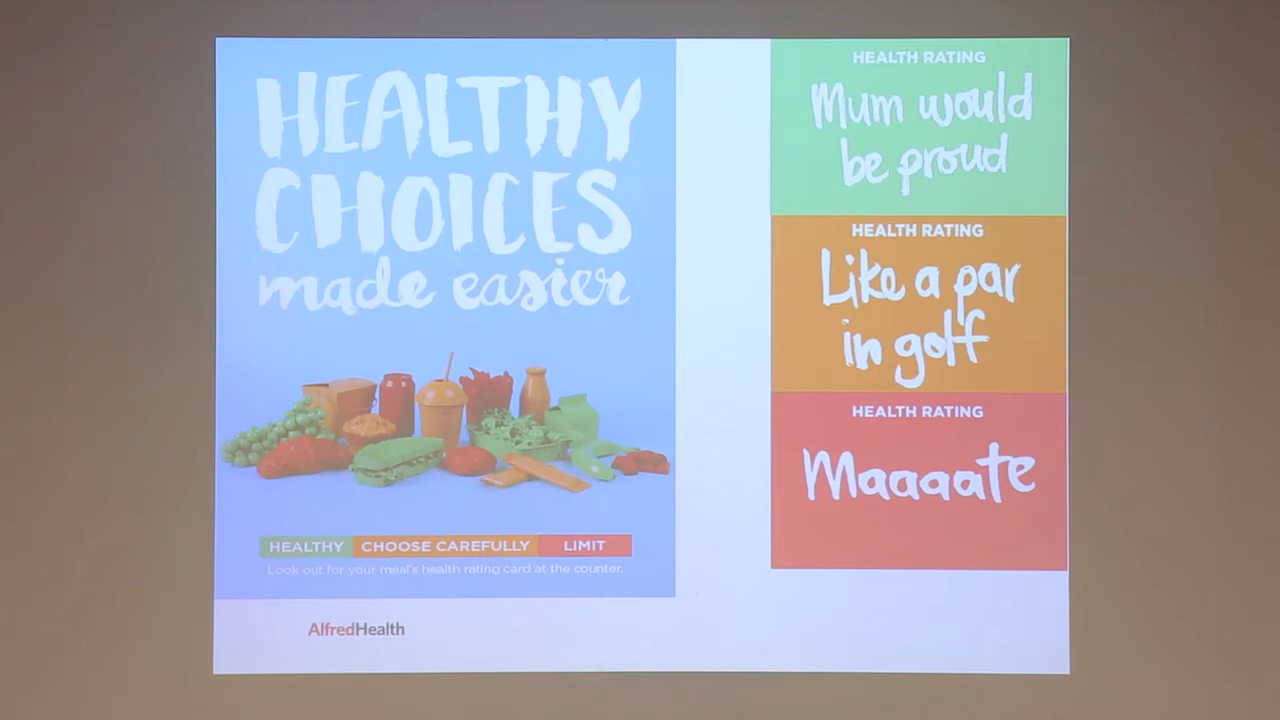 HEALTHY
CHOICES
made easier
HEALTHY CHOOSE CAREFULLY LIMIT
Look out for your meal's health rating card at the counter.
AlfredHealth
HEALTH RATING
Mum would
be proud
HEALTH RATING
Like a par
in golf
HEALTH RATING
Maaaate